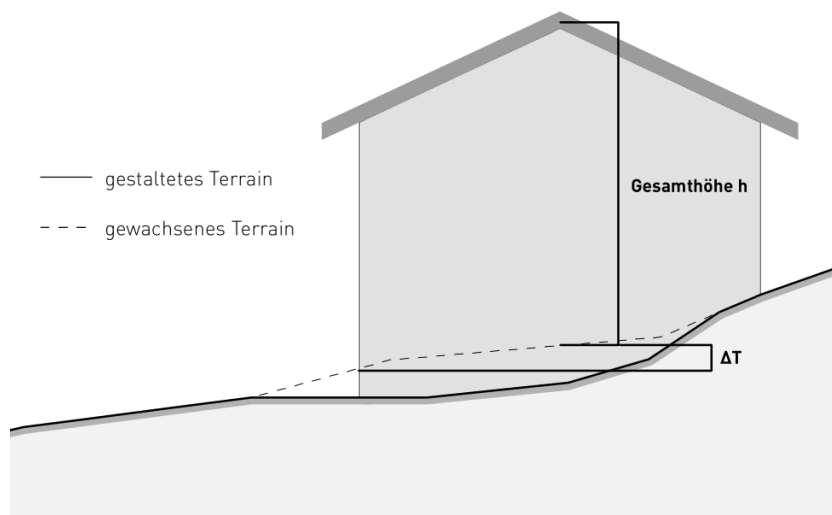 gestaltetes Terrain
gewachsenes Terrain
Gesamthöhe h
ΔT